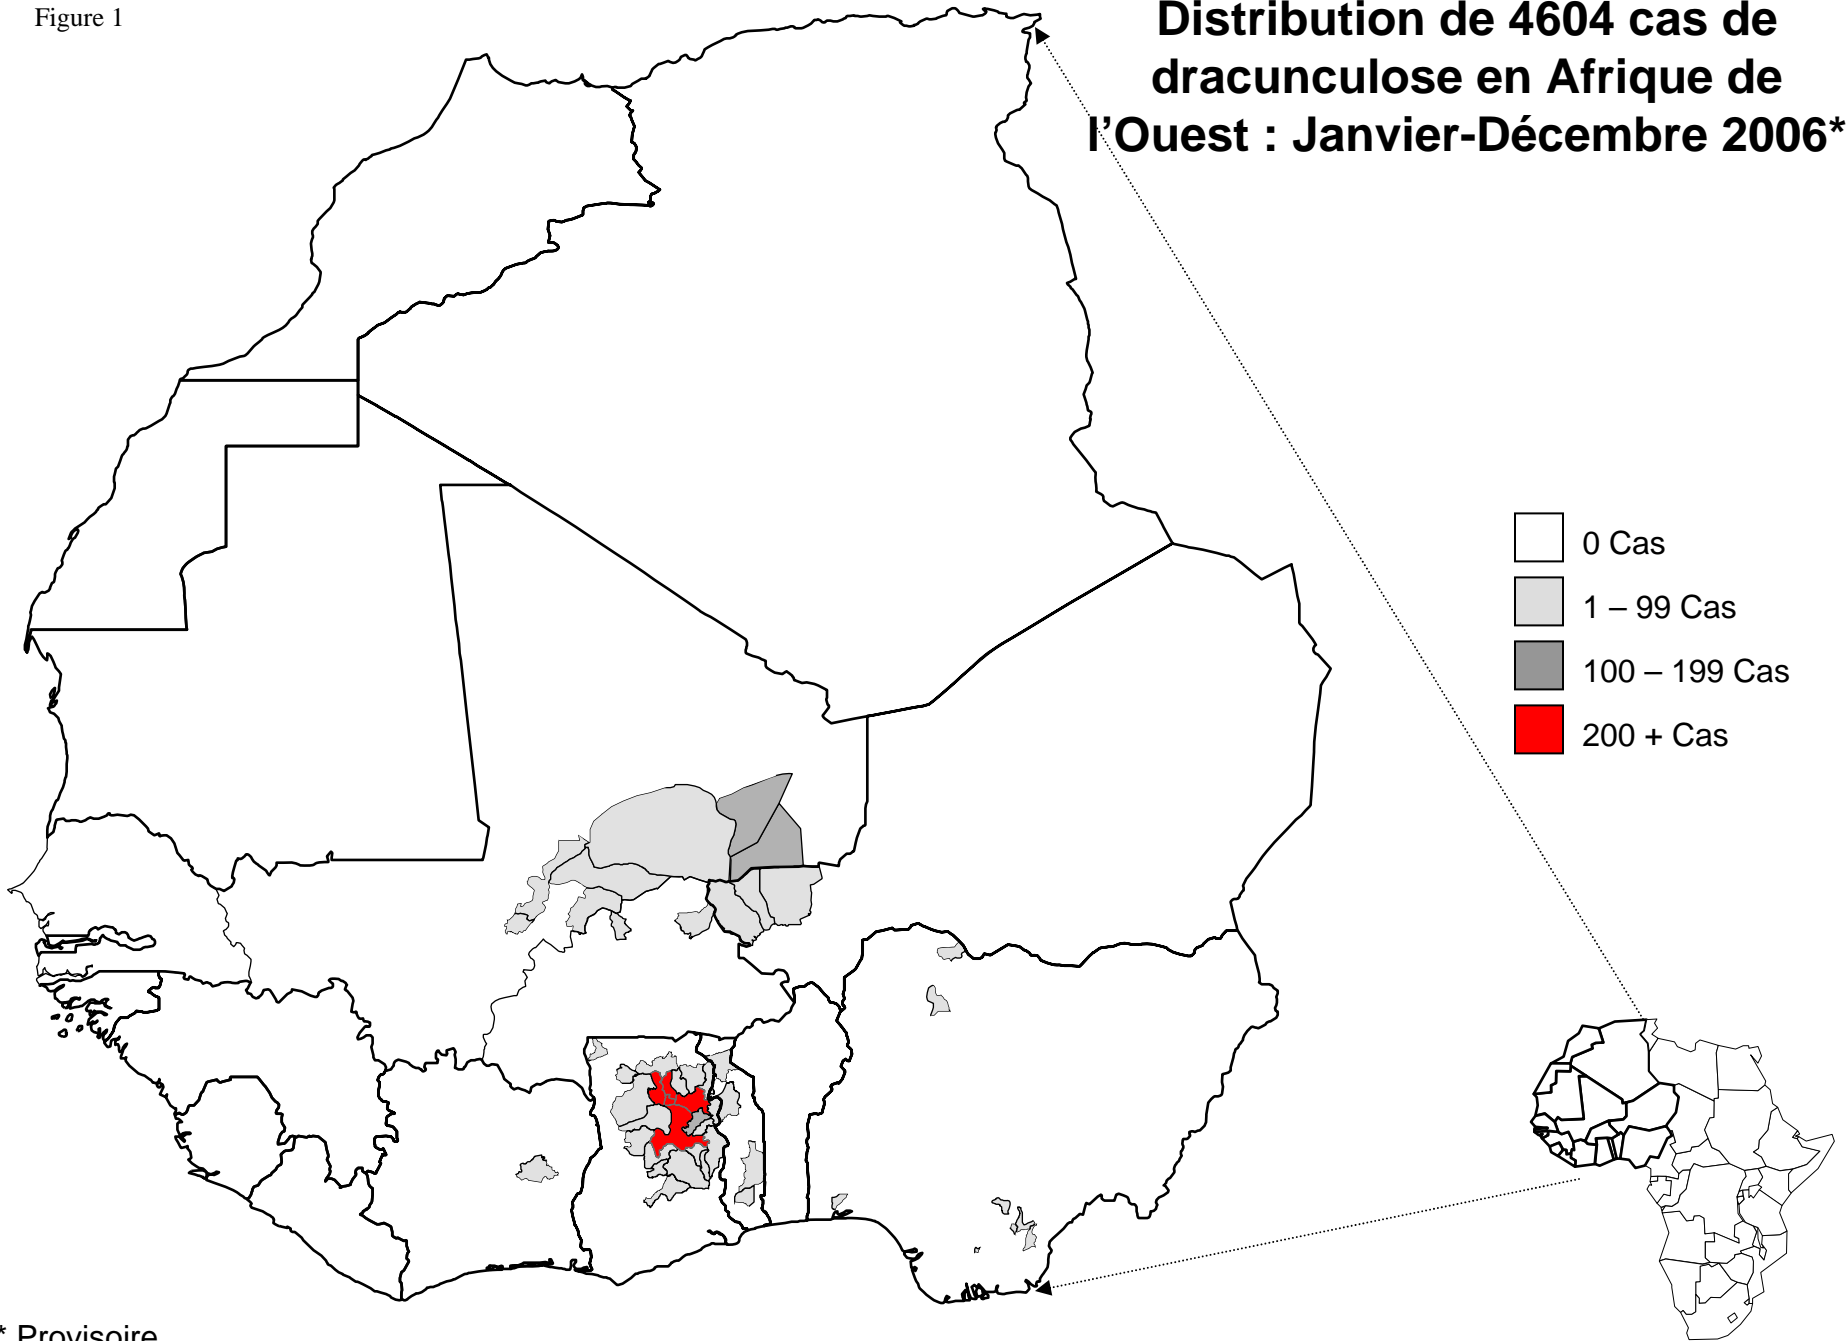 Figure 1
Distribution de 4604 cas de
dracunculose en Afrique de
l’Ouest : Janvier-Décembre 2006*
0 Cas
1 – 99 Cas
100 – 199 Cas
200 + Cas
* Provisoire